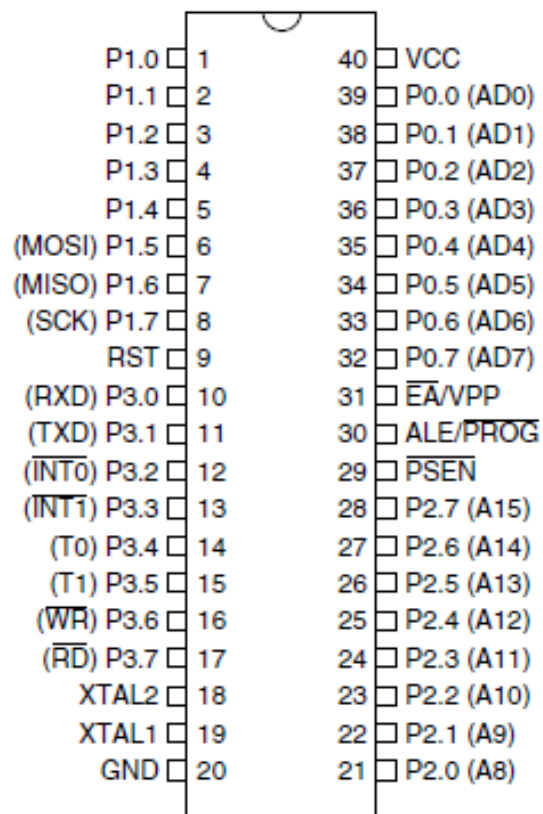 P1.0 1 40 VCC
P1.1 2 39 P0.0 (AD0)
P1.2 3 38 P0.1 (AD1)
P1.3 4 37 P0.2 (AD2)
P1.4 5 36 P0.3 (AD3)
(MOSI) P1.5 6 35 P0.4 (AD4)
(MISO) P1.6 7 34 P0.5 (AD5)
(SCK) P1.7 8 33 P0.6 (AD6)
RST 9 32 P0.7 (AD7)
(RXD) P3.0 10 31 E̅A̅/VPP
(TXD) P3.1 11 30 ALE/P̅R̅O̅G̅
(I̅N̅T̅0̅) P3.2 12 29 P̅S̅E̅N̅
(I̅N̅T̅1̅) P3.3 13 28 P2.7 (A15)
(T0) P3.4 14 27 P2.6 (A14)
(T1) P3.5 15 26 P2.5 (A13)
(W̅R̅) P3.6 16 25 P2.4 (A12)
(R̅D̅) P3.7 17 24 P2.3 (A11)
XTAL2 18 23 P2.2 (A10)
XTAL1 19 22 P2.1 (A9)
GND 20 21 P2.0 (A8)